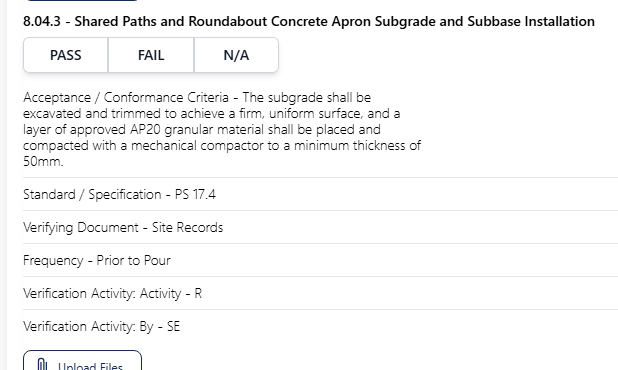 8.04.3 - Shared Paths and Roundabout Concrete Apron Subgrade and Subbase Installation
PASS FAIL N/A
Acceptance / Conformance Criteria - The subgrade shall be
excavated and trimmed to achieve a firm, uniform surface, and a
layer of approved AP20 granular material shall be placed and
compacted with a mechanical compactor to a minimum thickness of
50mm.
Standard / Specification - PS 17.4
Verifying Document - Site Records
Frequency - Prior to Pour
Verification Activity: Activity - R
Verification Activity: By - SE
Upload Files